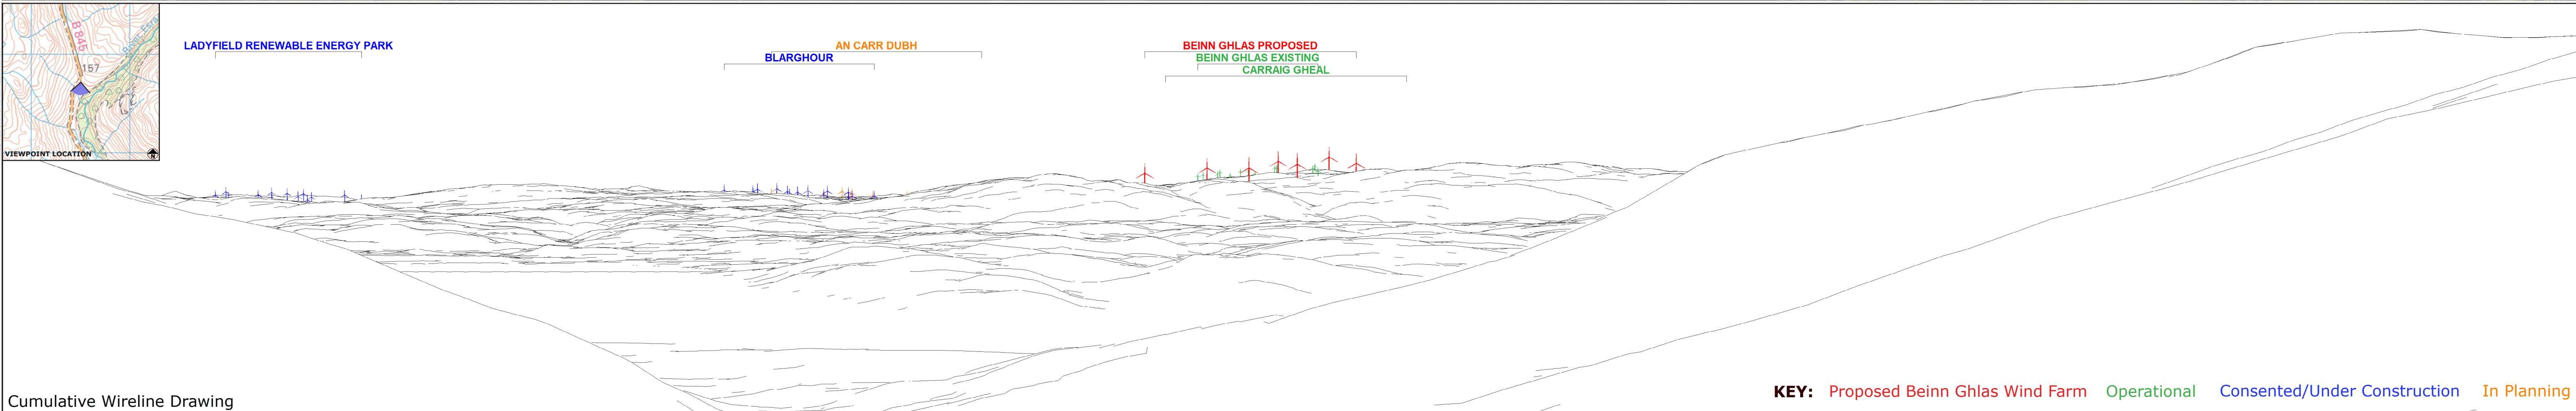 B845
157
VIEWPOINT LOCATION
N
LADYFIELD RENEWABLE ENERGY PARK
AN CARR DUBH
BLARGHOUR
BEINN GHLAS PROPOSED
BEINN GHLAS EXISTING
CARRAIG GHEAL
Cumulative Wireline Drawing
KEY: Proposed Beinn Ghlas Wind Farm Operational Consented/Under Construction In Planning